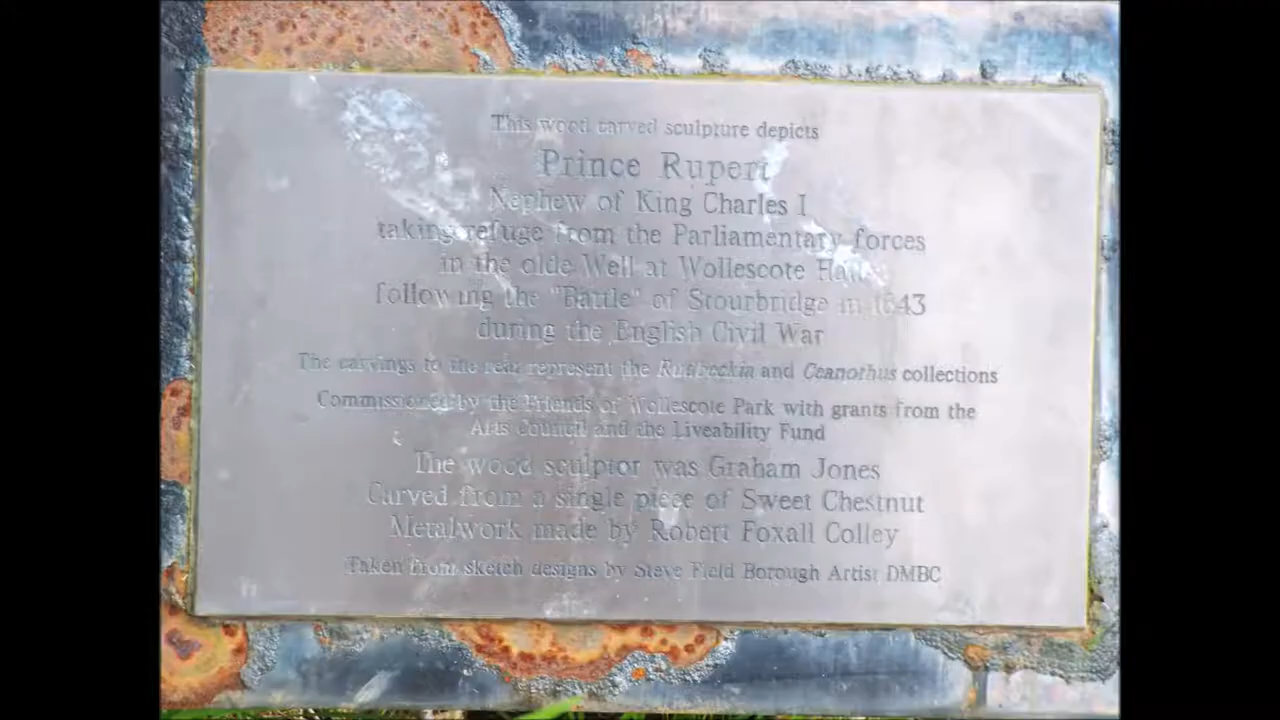 This wood carved sculpture depicts
Prince Rupert
Nephew of King Charles I
taking refuge from the Parliamentary forces
in the olde Well at Wollescote Hall
following the "Battle" of Stourbridge in 1643
during the English Civil War
The carvings to the rear represent the Rudbeckia and Ceanothus collections
Commissioned by the Friends of Wollescote Park with grants from the
Arts Council and the Liveability Fund
The wood sculptor was Graham Jones
Carved from a single piece of Sweet Chestnut
Metalwork made by Robert Foxall Colley
Taken from sketch designs by Steve Field Borough Artist DMBC